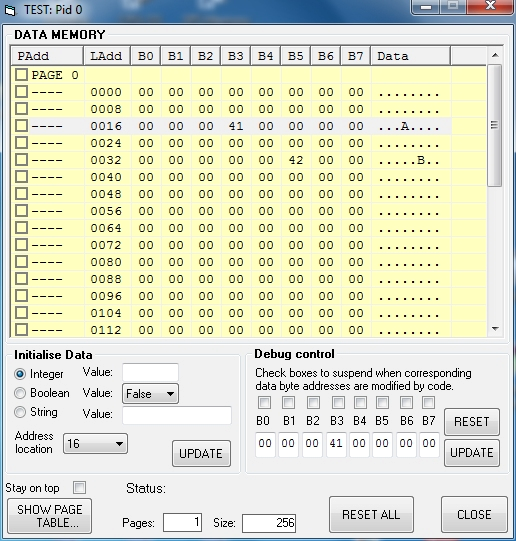 TEST: Pid 0
DATA MEMORY
PAdd LAdd B0 B1 B2 B3 B4 B5 B6 B7 Data
PAGE 0
---- 0000 00 00 00 00 00 00 00 00 ........
---- 0008 00 00 00 00 00 00 00 00 ........
---- 0016 00 00 00 41 00 00 00 00 ...A....
---- 0024 00 00 00 00 00 00 00 00 ........
---- 0032 00 00 00 00 00 42 00 00 .....B..
---- 0040 00 00 00 00 00 00 00 00 ........
---- 0048 00 00 00 00 00 00 00 00 ........
---- 0056 00 00 00 00 00 00 00 00 ........
---- 0064 00 00 00 00 00 00 00 00 ........
---- 0072 00 00 00 00 00 00 00 00 ........
---- 0080 00 00 00 00 00 00 00 00 ........
---- 0088 00 00 00 00 00 00 00 00 ........
---- 0096 00 00 00 00 00 00 00 00 ........
---- 0104 00 00 00 00 00 00 00 00 ........
---- 0112 00 00 00 00 00 00 00 00 ........
Initialise Data
Integer Value:
Boolean Value: False
String Value:
Address
location 16
UPDATE
Debug control
Check boxes to suspend when corresponding
data byte addresses are modified by code.
B0 B1 B2 B3 B4 B5 B6 B7
00 00 00 41 00 00 00 00
RESET
UPDATE
Stay on top
Status:
SHOW PAGE
TABLE...
Pages: 1 Size: 256
RESET ALL
CLOSE